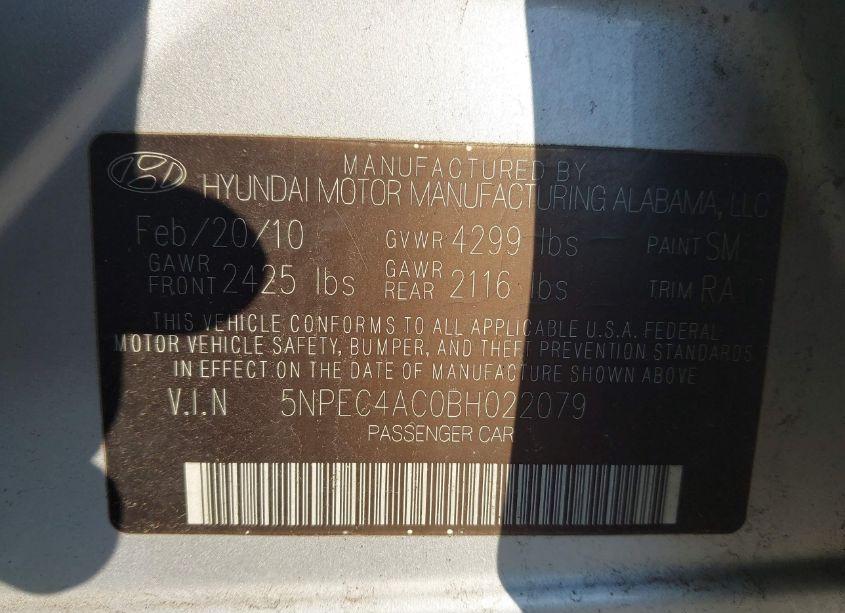 MANUFACTURED BY
HYUNDAI MOTOR MANUFACTURING ALABAMA, LLC
Feb/20/10 GVWR 4299 lbs PAINT SM
GAWR FRONT 2425 lbs GAWR REAR 2116 lbs TRIM
THIS VEHICLE CONFORMS TO ALL APPLICABLE U.S.A. FEDERAL
MOTOR VEHICLE SAFETY, BUMPER, AND THEFT PREVENTION STANDARDS
IN EFFECT ON THE DATE OF MANUFACTURE SHOWN ABOVE
V.I.N 5NPEC4AC0BH022079
PASSENGER CAR